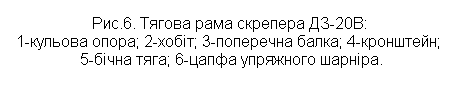 Рис.6. Тягова рама скрепера ДЗ-20В:
1-кульова опора; 2-хобіт; 3-поперечна балка; 4-кронштейн;
5-бічна тяга; 6-цапфа упряжного шарніра.